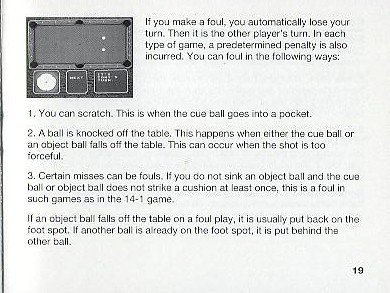 If you make a foul, you automatically lose your
turn. Then it is the other player's turn. In each
type of game, a predetermined penalty is also
incurred. You can foul in the following ways:
NEXT
1. You can scratch. This is when the cue ball goes into a pocket.
2. A ball is knocked off the table. This happens when either the cue ball or
an object ball falls off the table. This can occur when the shot is too
forceful.
3. Certain misses can be fouls. If you do not sink an object ball and the cue
ball or object ball does not strike a cushion at least once, this is a foul in
such games as in the 14-1 game.
If an object ball falls off the table on a foul play, it is usually put back on the
foot spot. If another ball is already on the foot spot, it is put behind the
other ball.
19